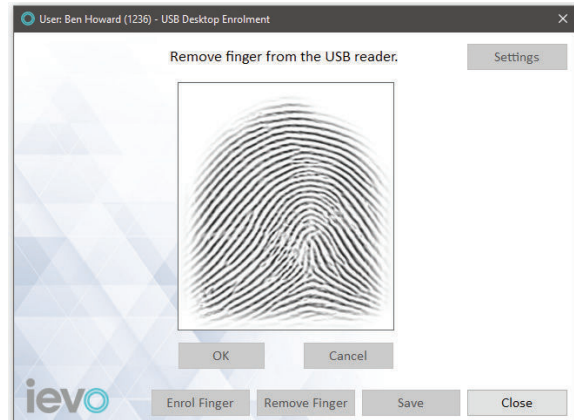 User: Ben Howard (1236) - USB Desktop Enrolment
Remove finger from the USB reader.
Settings
OK
Cancel
ievo
Enrol Finger
Remove Finger
Save
Close